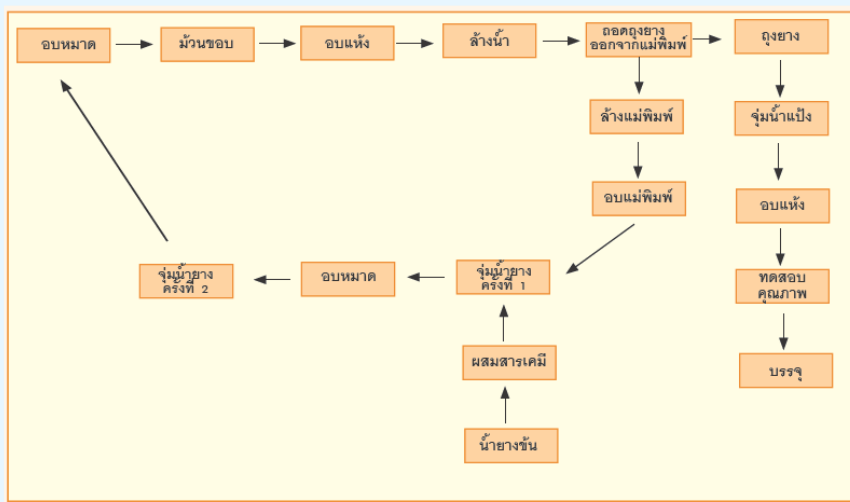 อบหมาด
ม้วนขอบ
อบแห้ง
ล้างน้ำ
ถอดถุงยาง
ออกจากแม่พิมพ์
ถุงยาง
ล้างแม่พิมพ์
จุ่มน้ำแป้ง
อบแม่พิมพ์
อบแห้ง
จุ่มน้ำยาง
ครั้งที่ 2
อบหมาด
จุ่มน้ำยาง
ครั้งที่ 1
ทดสอบ
คุณภาพ
ผสมสารเคมี
บรรจุ
น้ำยางข้น